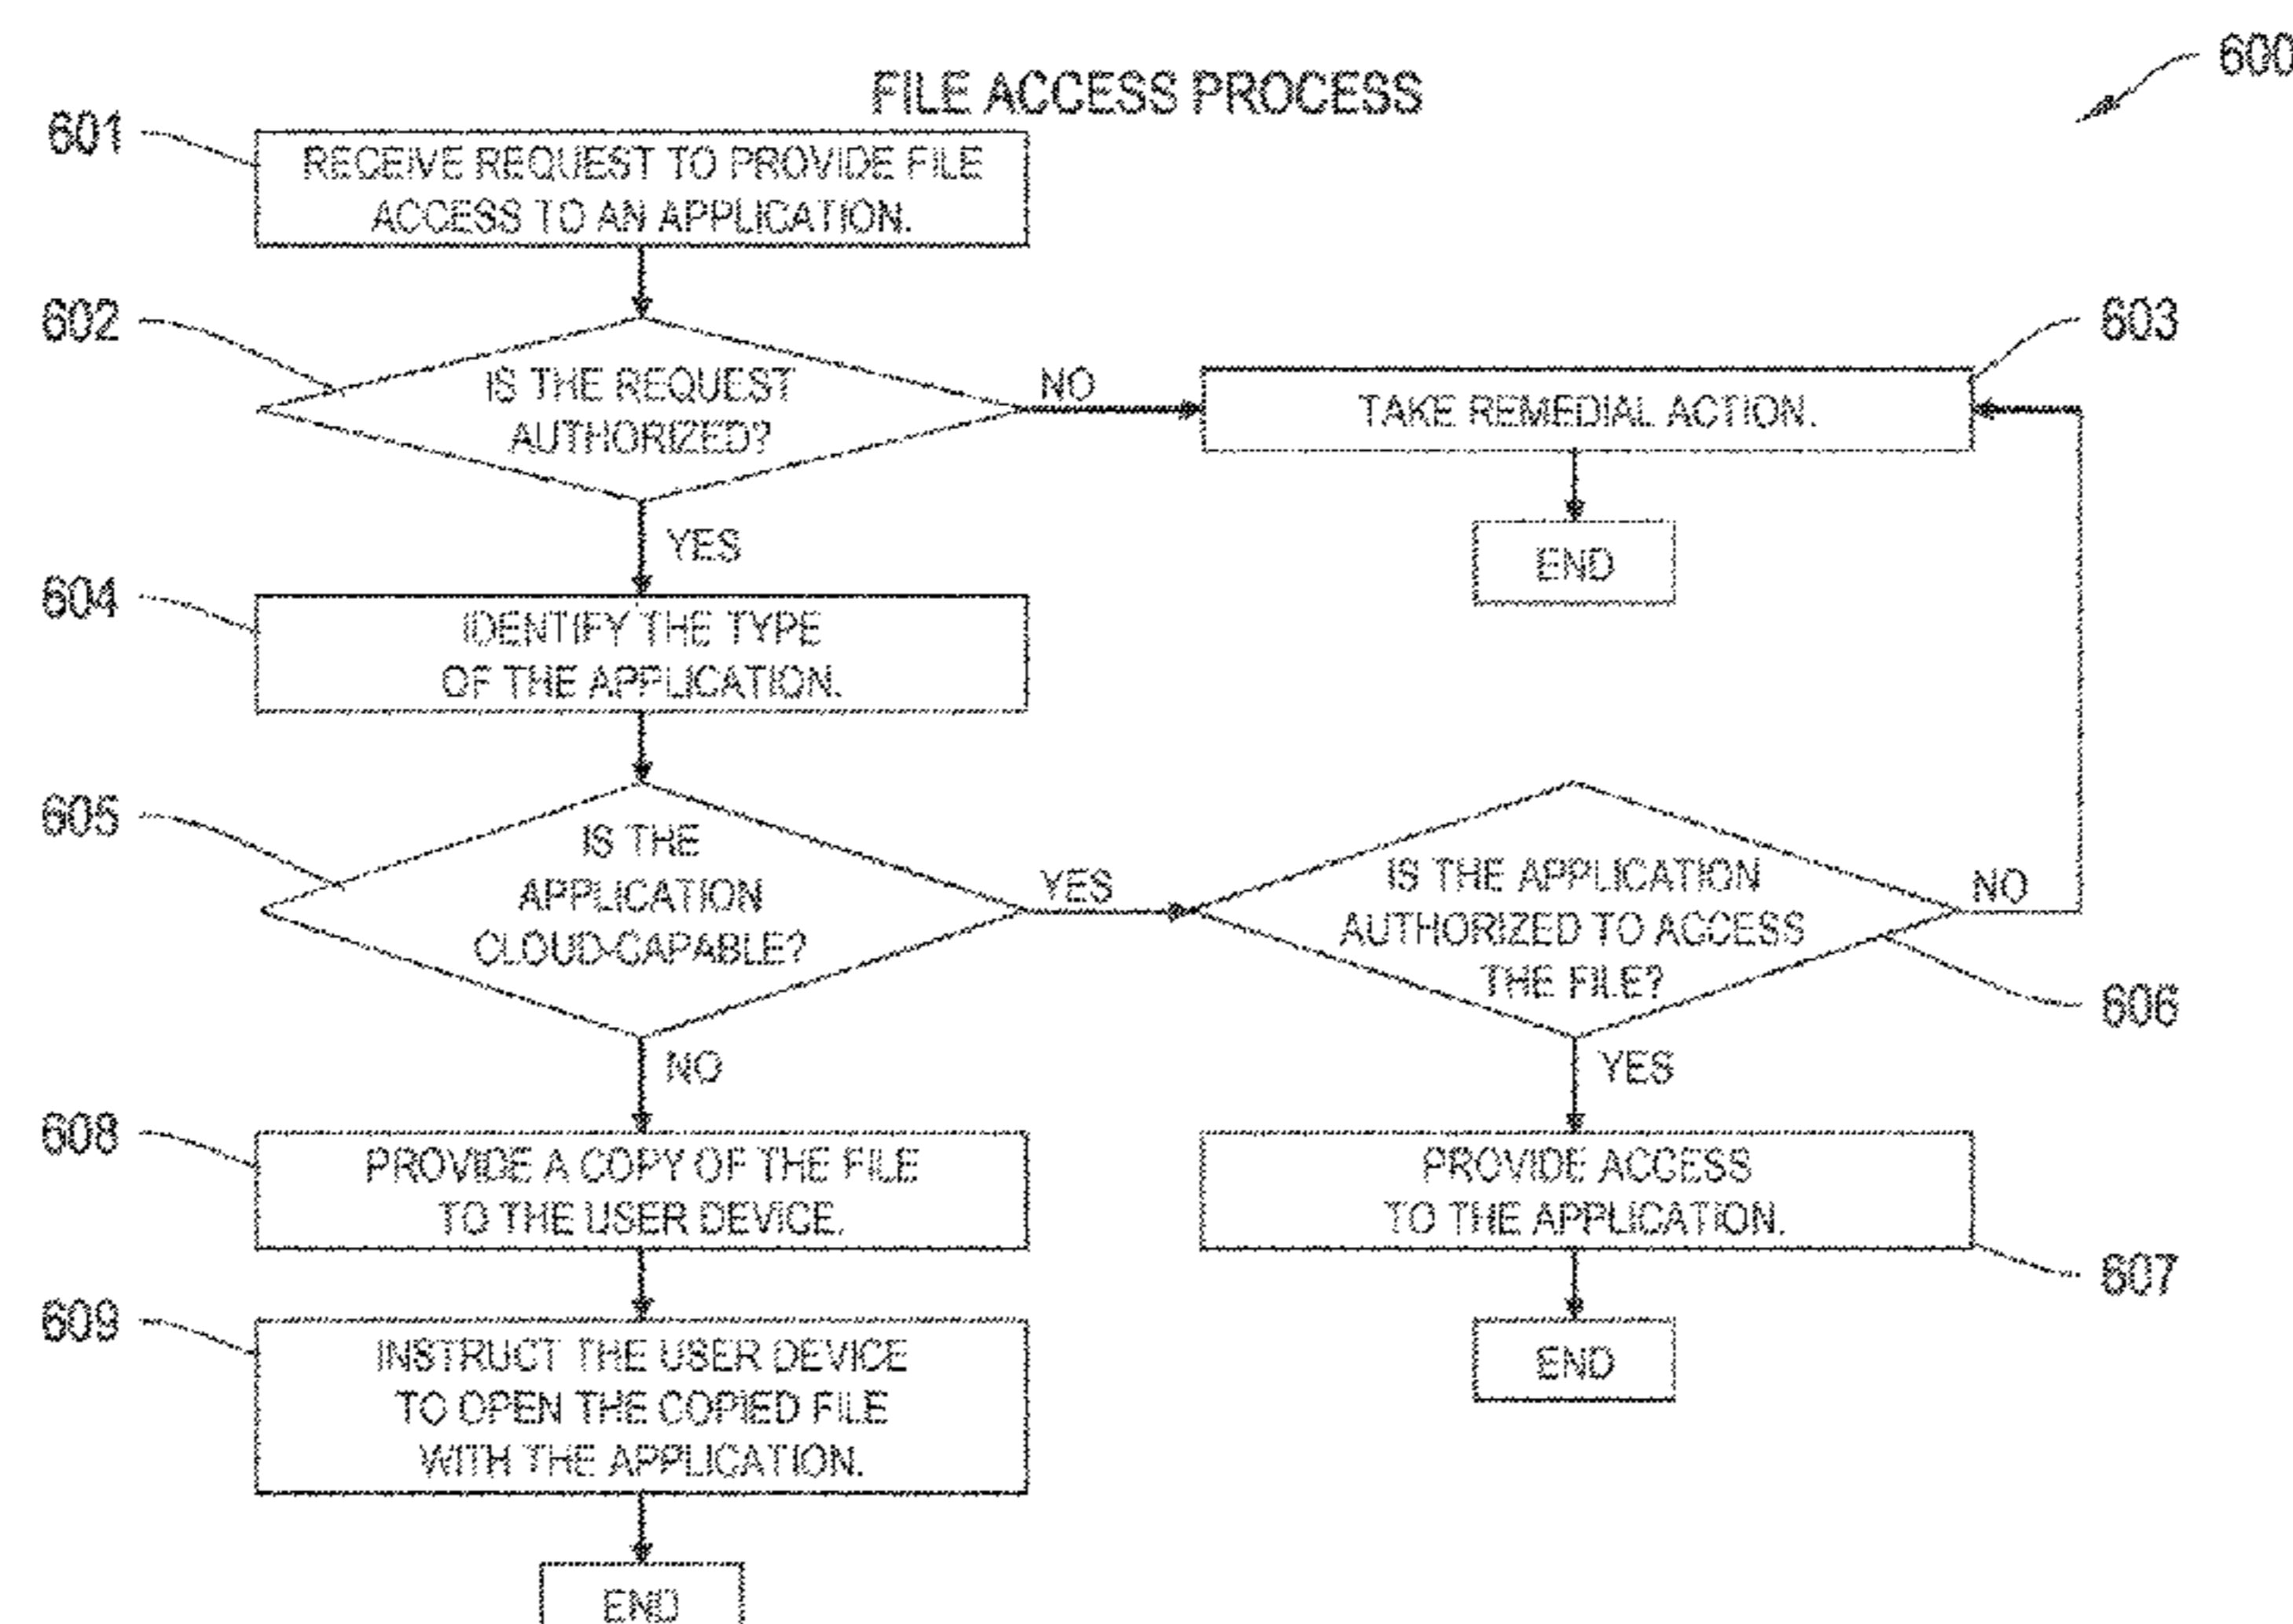 600
FILE ACCESS PROCESS
601
RECEIVE REQUEST TO PROVIDE FILE
ACCESS TO AN APPLICATION.
602
IS THE REQUEST
AUTHORIZED?
NO
603
TAKE REMEDIAL ACTION.
END
YES
604
IDENTIFY THE TYPE
OF THE APPLICATION.
605
IS THE
APPLICATION
CLOUD-CAPABLE?
YES
IS THE APPLICATION
AUTHORIZED TO ACCESS
THE FILE?
NO
606
NO
YES
608
PROVIDE A COPY OF THE FILE
TO THE USER DEVICE.
PROVIDE ACCESS
TO THE APPLICATION.
607
609
INSTRUCT THE USER DEVICE
TO OPEN THE COPIED FILE
WITH THE APPLICATION.
END
END